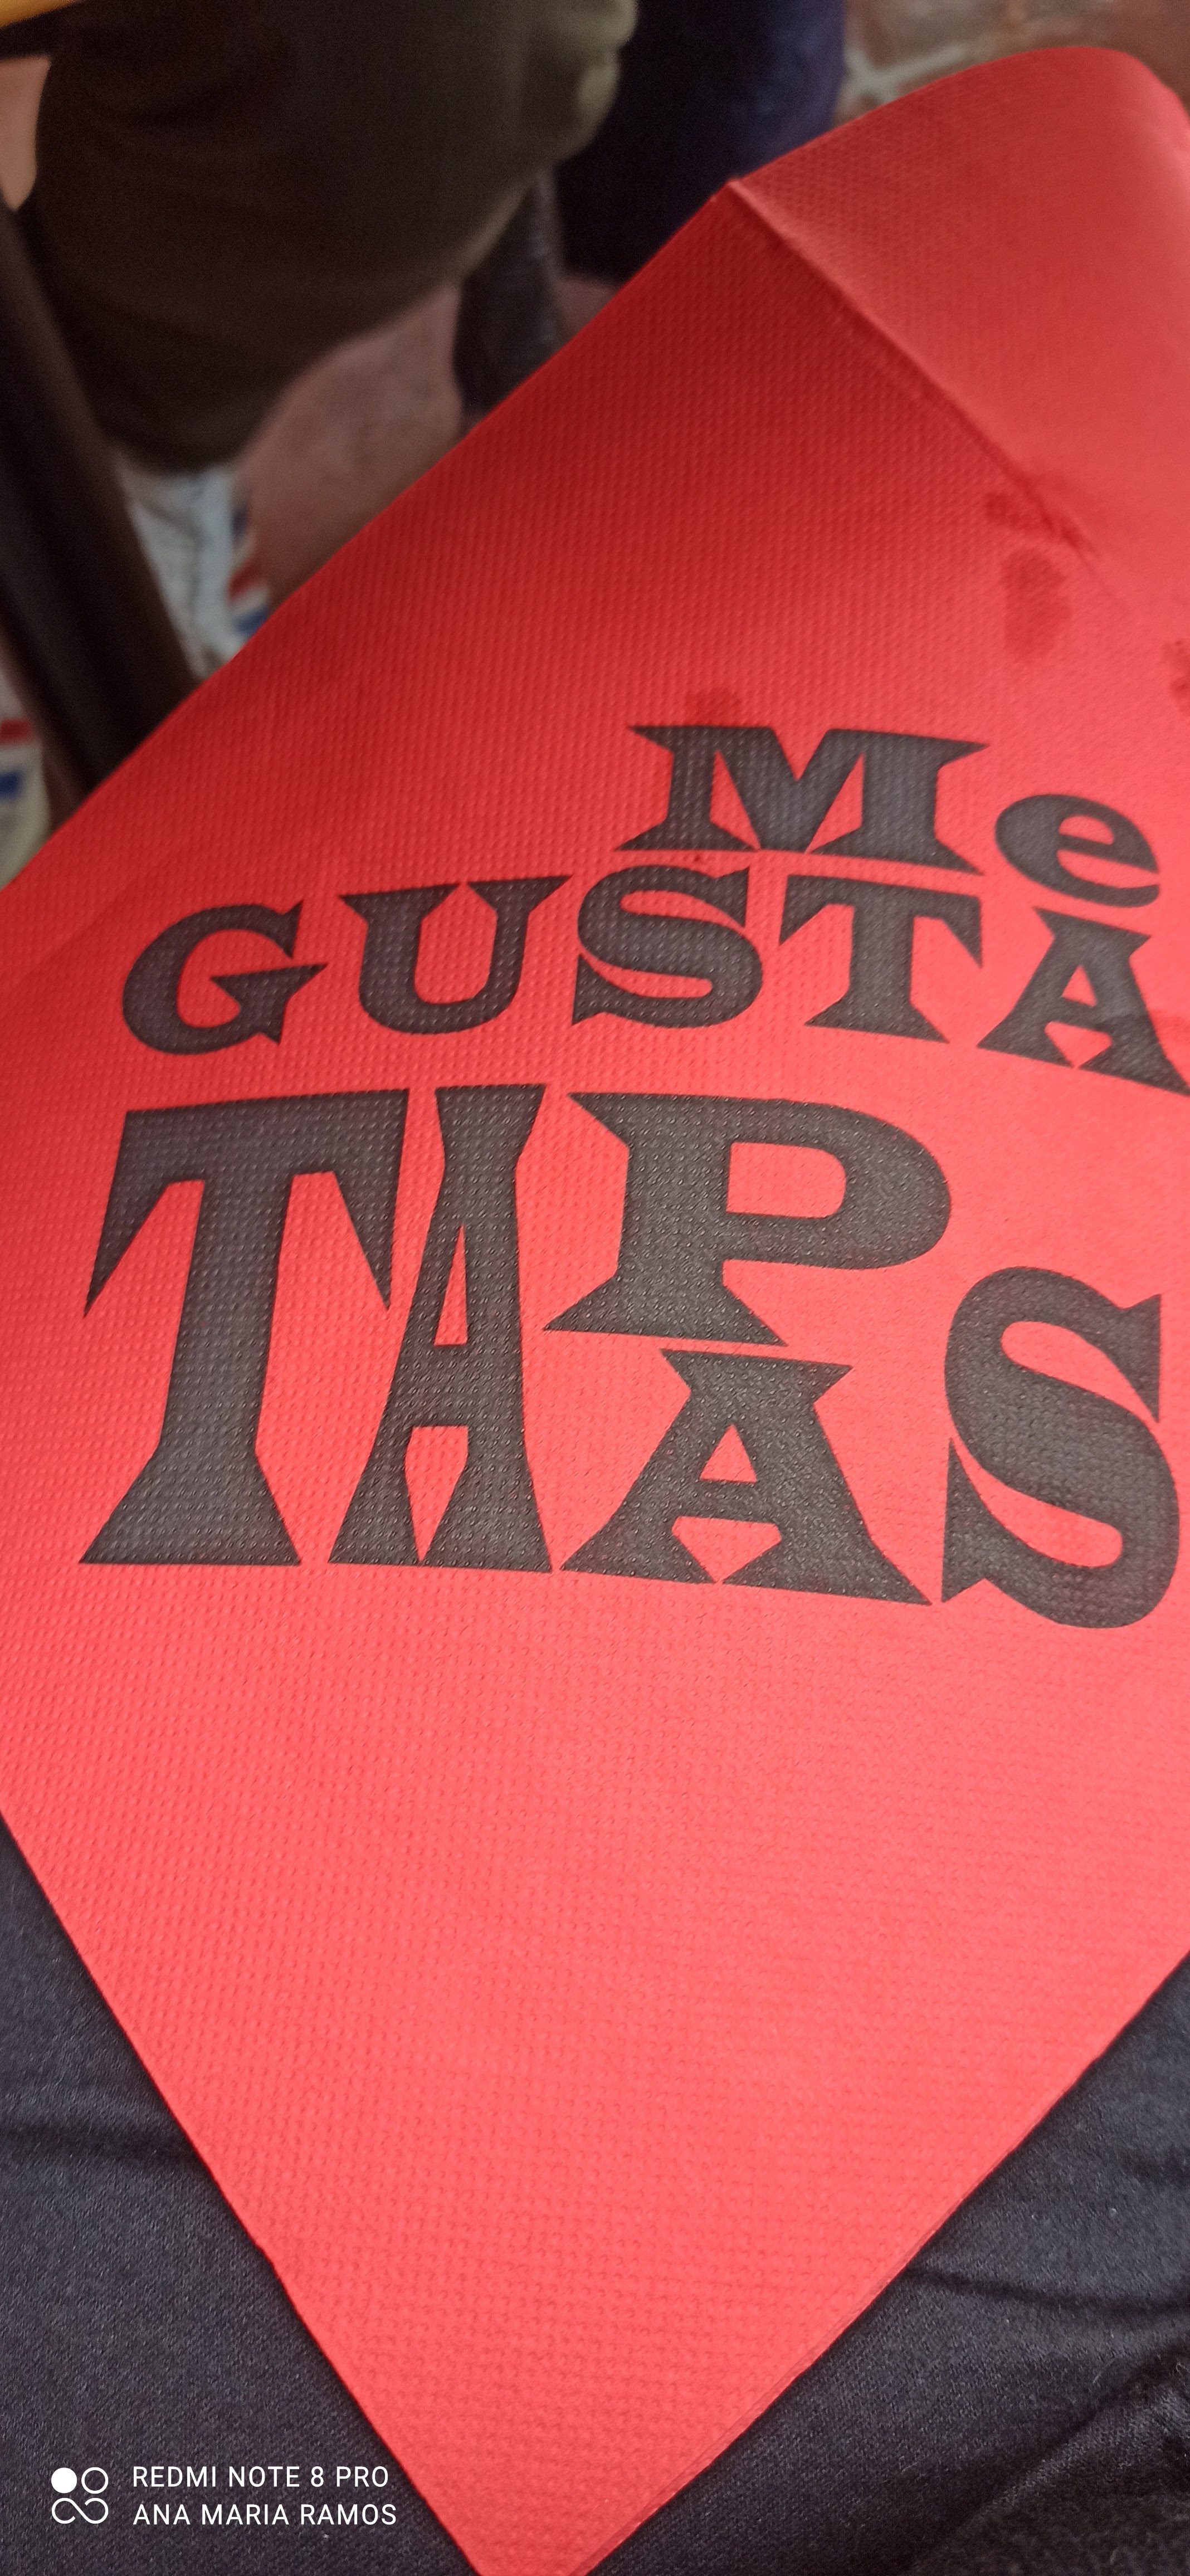 Me
GUSTA
TAPAS
REDMI NOTE 8 PRO
ANA MARIA RAMOS